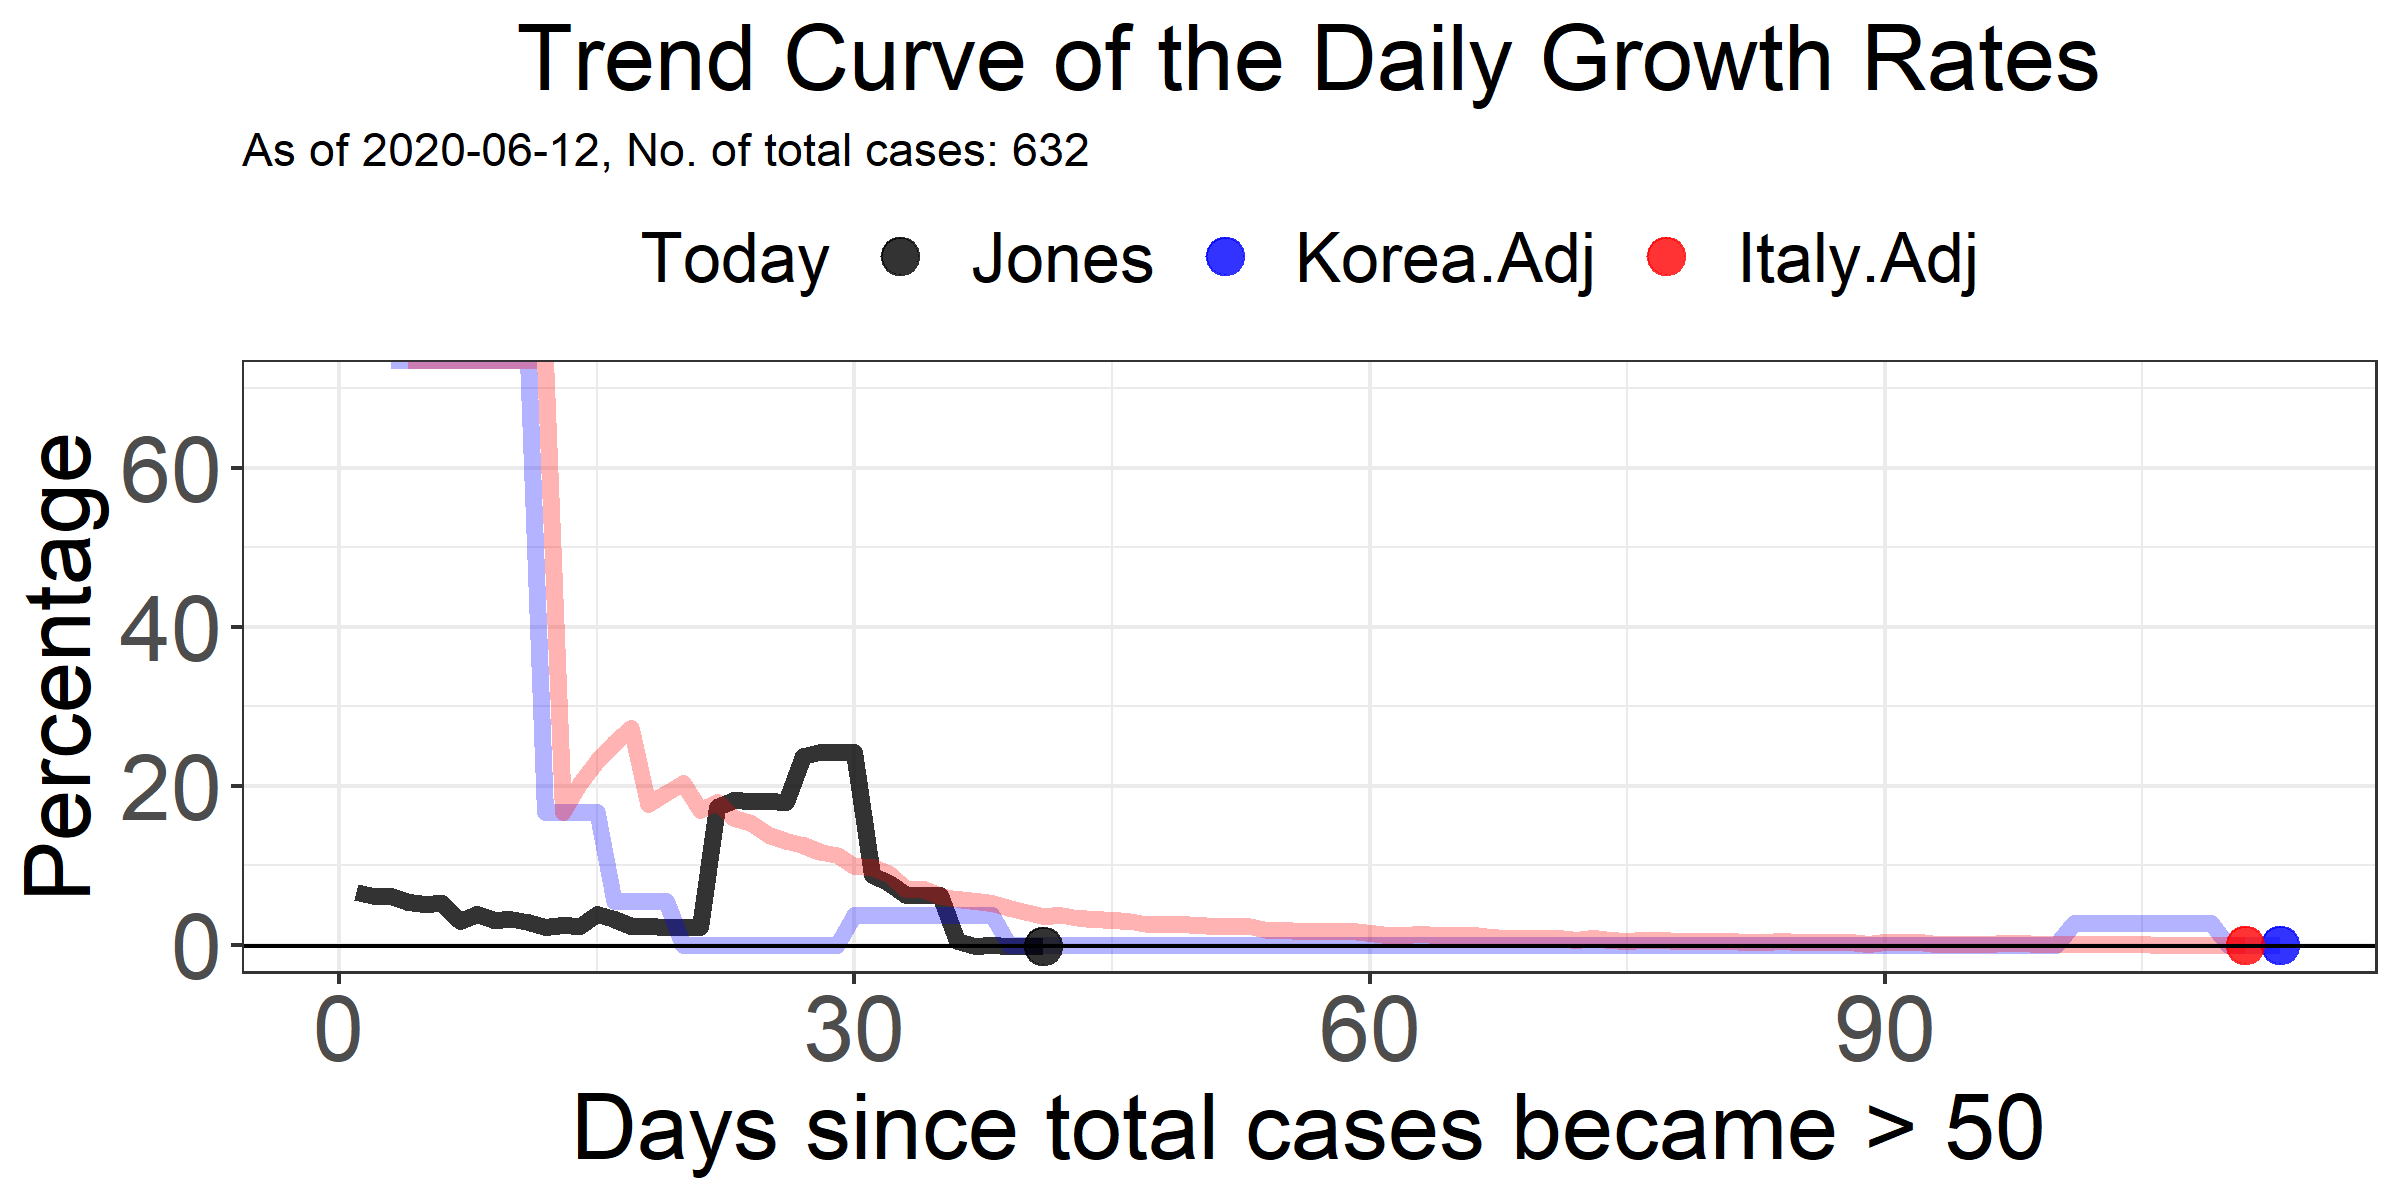 Trend Curve of the Daily Growth Rates
As of 2020-06-12, No. of total cases: 632
Today Jones Korea.Adj Italy.Adj
Percentage
60
40
20
0
0 30 60 90
Days since total cases became > 50